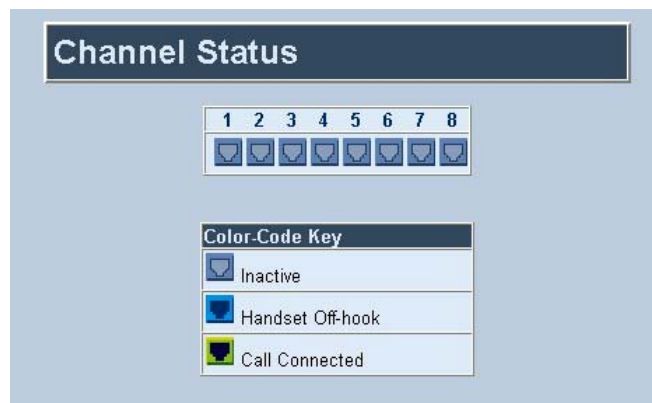 Channel Status
1 2 3 4 5 6 7 8
Color-Code Key
Inactive
Handset Off-hook
Call Connected